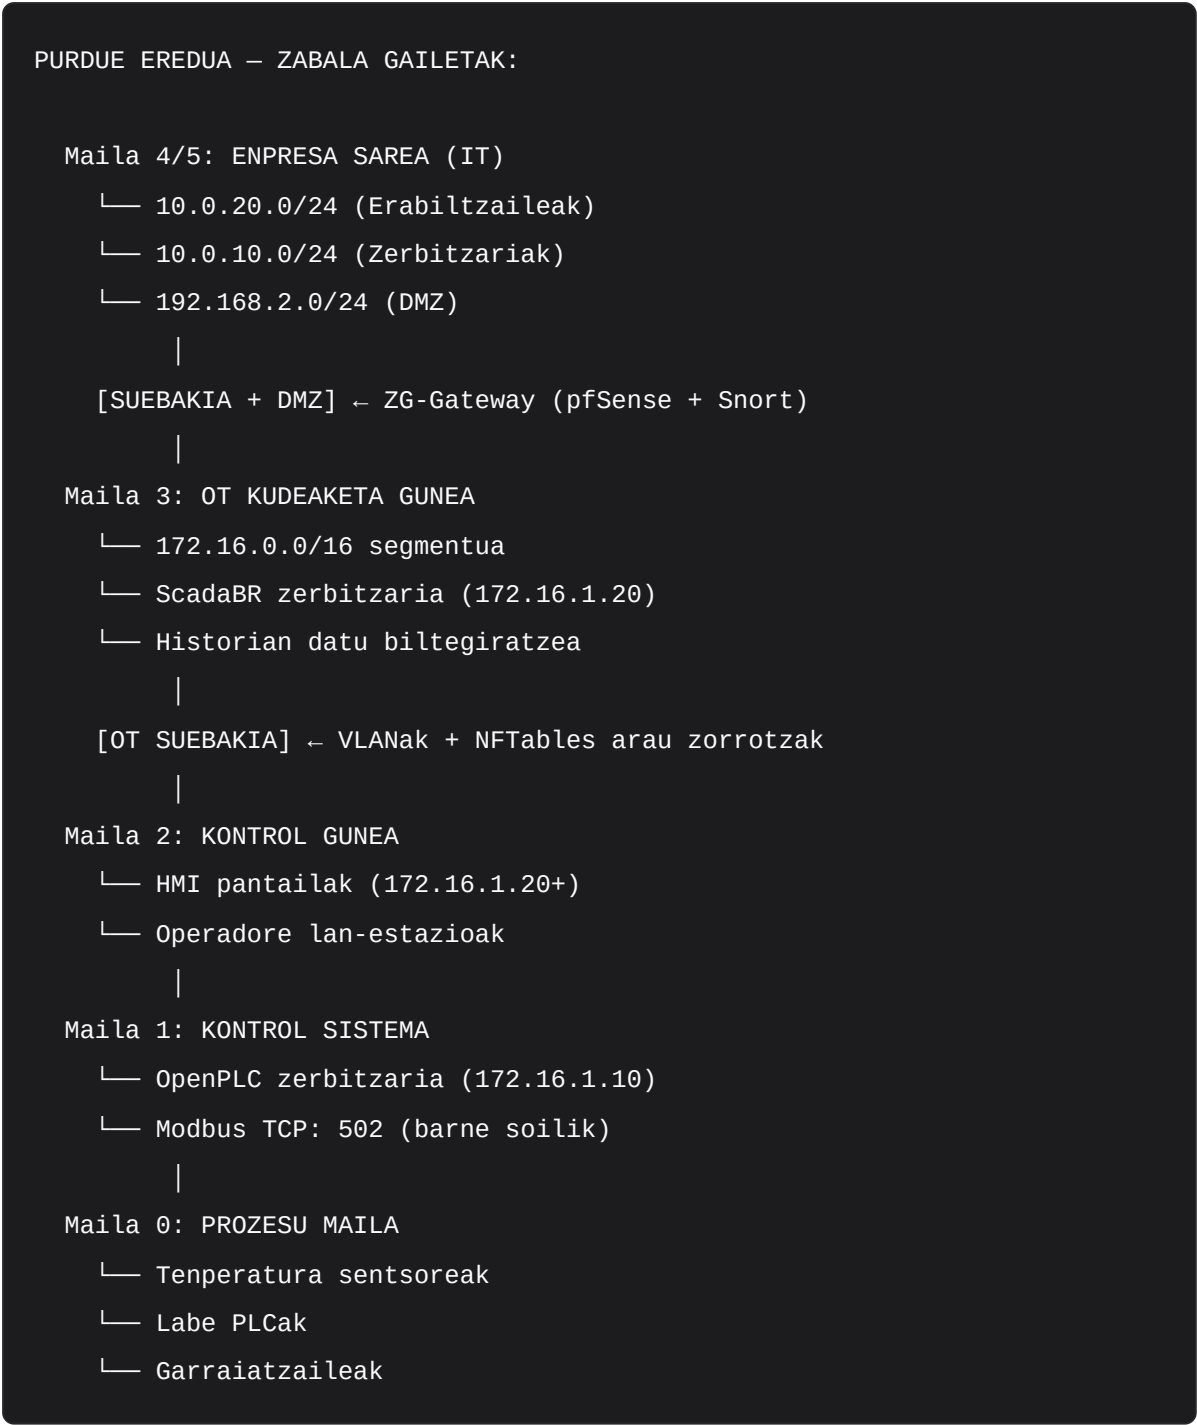 PURDUE EREDUA — ZABALA GAILETAK:
Maila 4/5: ENPRESA SAREA (IT)
└── 10.0.20.0/24 (Erabiltzaileak)
└── 10.0.10.0/24 (Zerbitzariak)
└── 192.168.2.0/24 (DMZ)
│
[SUEBAKIA + DMZ] ← ZG-Gateway (pfSense + Snort)
│
Maila 3: OT KUDEAKETA GUNEA
└── 172.16.0.0/16 segmentua
└── ScadaBR zerbitzaria (172.16.1.20)
└── Historian datu biltegiratzea
│
[OT SUEBAKIA] ← VLANak + NFTables arau zorrotzak
│
Maila 2: KONTROL GUNEA
└── HMI pantailak (172.16.1.20+)
└── Operadore lan-estazioak
│
Maila 1: KONTROL SISTEMA
└── OpenPLC zerbitzaria (172.16.1.10)
└── Modbus TCP: 502 (barne soilik)
│
Maila 0: PROZESU MAILA
└── Tenperatura sentsoreak
└── Labe PLCak
└── Garraiatzaileak